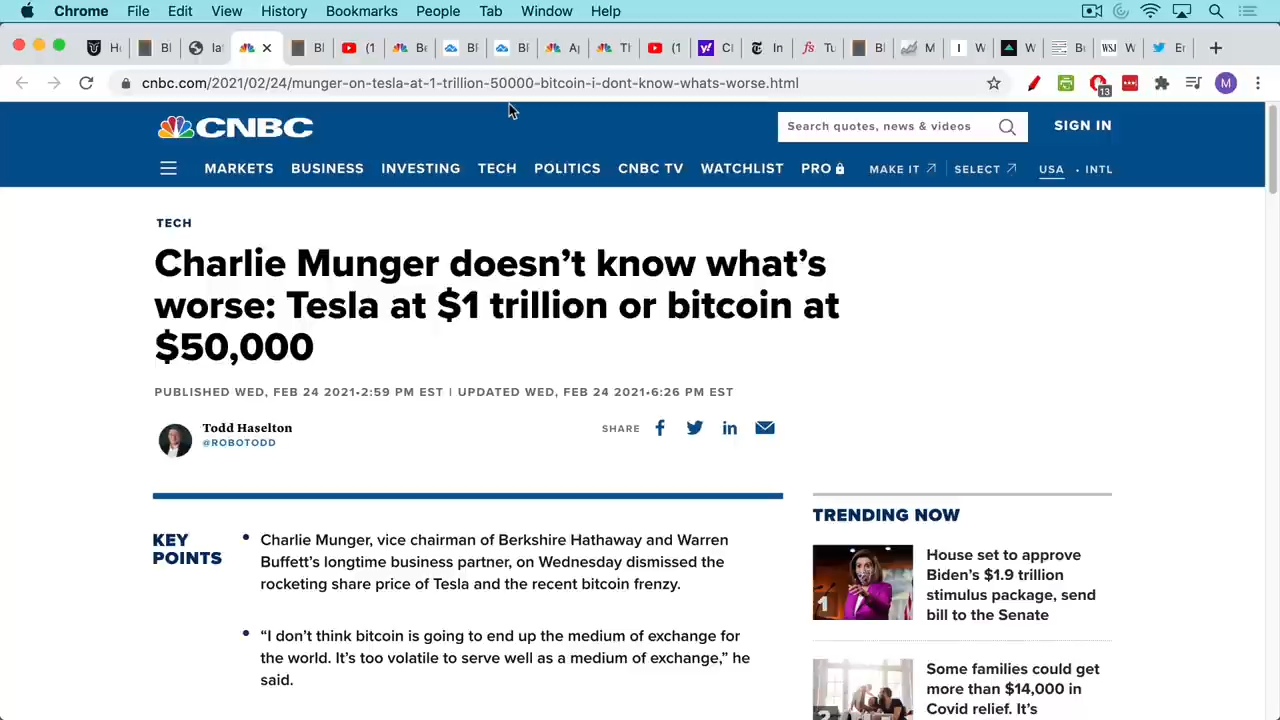 Chrome File Edit View History Bookmarks People Tab Window Help
cnbc.com/2021/02/24/munger-on-tesla-at-1-trillion-50000-bitcoin-i-dont-know-whats-worse.html
13
M
CNBC
Search quotes, news & videos
SIGN IN
MARKETS BUSINESS INVESTING TECH POLITICS CNBC TV WATCHLIST PRO MAKE IT SELECT USA • INTL
TECH
Charlie Munger doesn’t know what’s
worse: Tesla at $1 trillion or bitcoin at
$50,000
PUBLISHED WED, FEB 24 2021•2:59 PM EST | UPDATED WED, FEB 24 2021•6:26 PM EST
Todd Haselton
@ROBOTODD
SHARE
KEY
POINTS
Charlie Munger, vice chairman of Berkshire Hathaway and Warren
Buffett’s longtime business partner, on Wednesday dismissed the
rocketing share price of Tesla and the recent bitcoin frenzy.
“I don’t think bitcoin is going to end up the medium of exchange for
the world. It’s too volatile to serve well as a medium of exchange,” he
said.
TRENDING NOW
1
House set to approve
Biden’s $1.9 trillion
stimulus package, send
bill to the Senate
2
Some families could get
more than $14,000 in
Covid relief. It’s